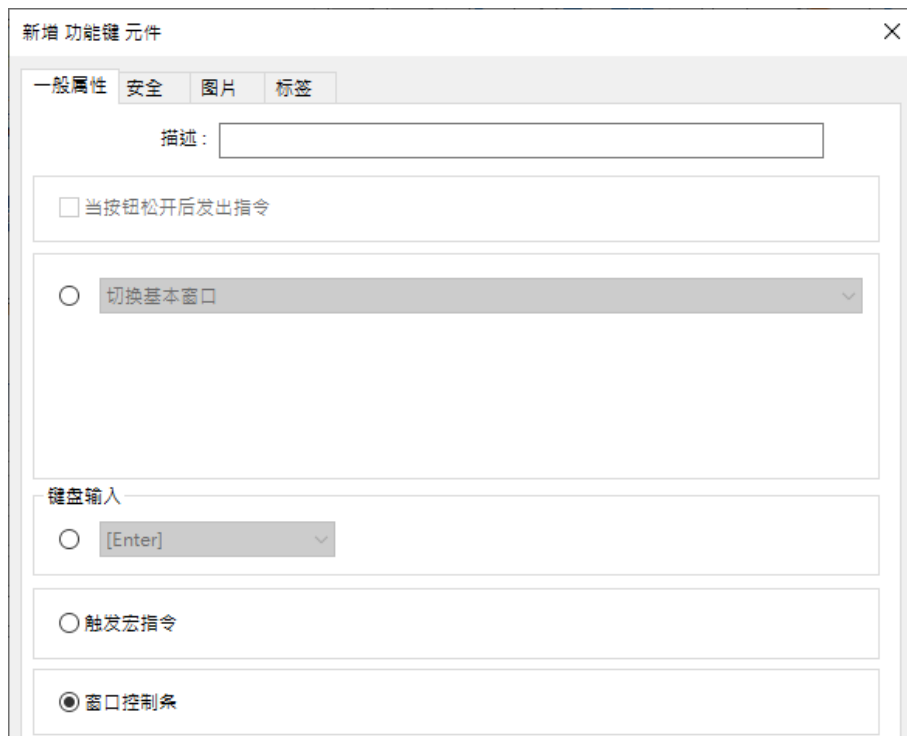 新增 功能键 元件
一般属性 安全 图片 标签
描述 :
当按钮松开后发出指令
切换基本窗口
键盘输入
[Enter]
触发宏指令
窗口控制条